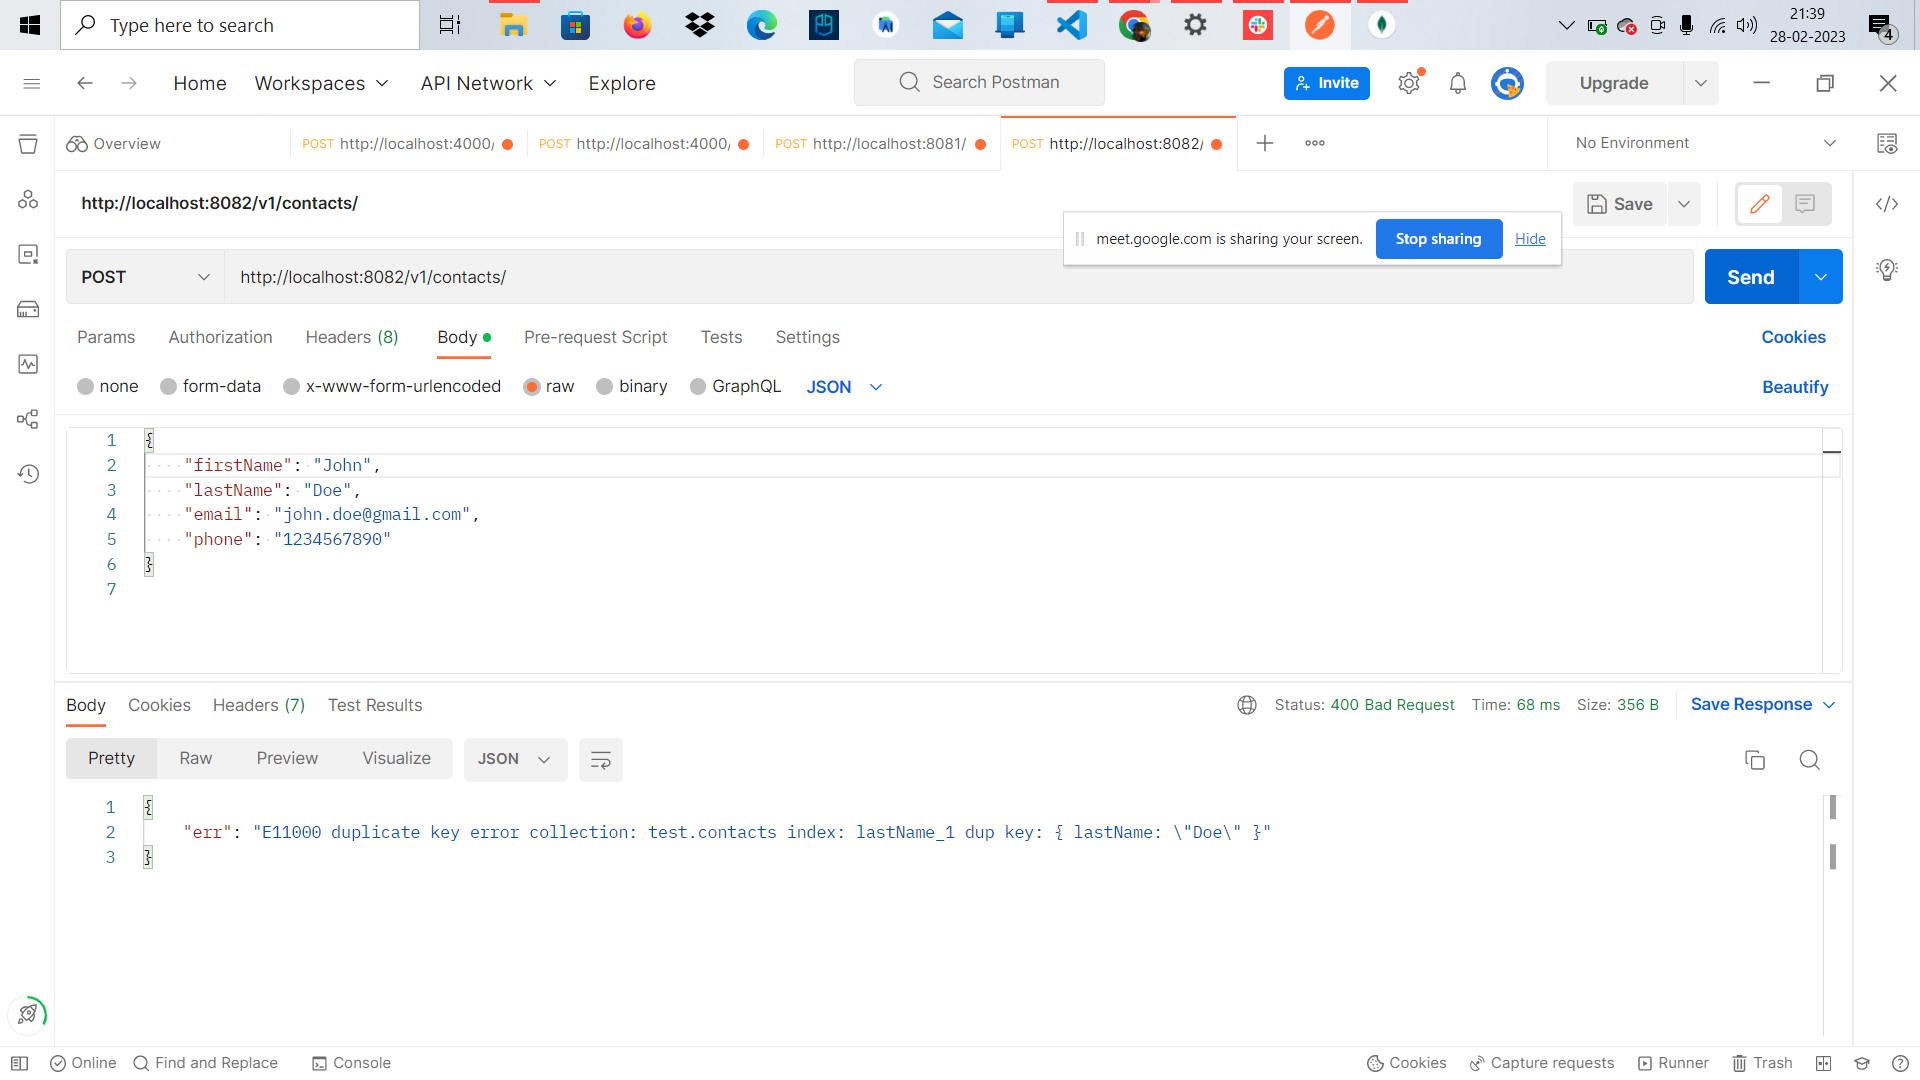 Type here to search
21:39
28-02-2023
4
Home Workspaces API Network Explore Search Postman Invite Upgrade
Overview POST http://localhost:4000/ POST http://localhost:4000/ POST http://localhost:8081/ POST http://localhost:8082/ No Environment
http://localhost:8082/v1/contacts/ Save
meet.google.com is sharing your screen. Stop sharing Hide
POST http://localhost:8082/v1/contacts/ Send
Params Authorization Headers (8) Body Pre-request Script Tests Settings Cookies
none form-data x-www-form-urlencoded raw binary GraphQL JSON Beautify
1 {
2 "firstName": "John",
3 "lastName": "Doe",
4 "email": "john.doe@gmail.com",
5 "phone": "1234567890"
6 }
7
Body Cookies Headers (7) Test Results Status: 400 Bad Request Time: 68 ms Size: 356 B Save Response
Pretty Raw Preview Visualize JSON
1 {
2 "err": "E11000 duplicate key error collection: test.contacts index: lastName_1 dup key: { lastName: \"Doe\" }"
3 }
Online Find and Replace Console Cookies Capture requests Runner Trash